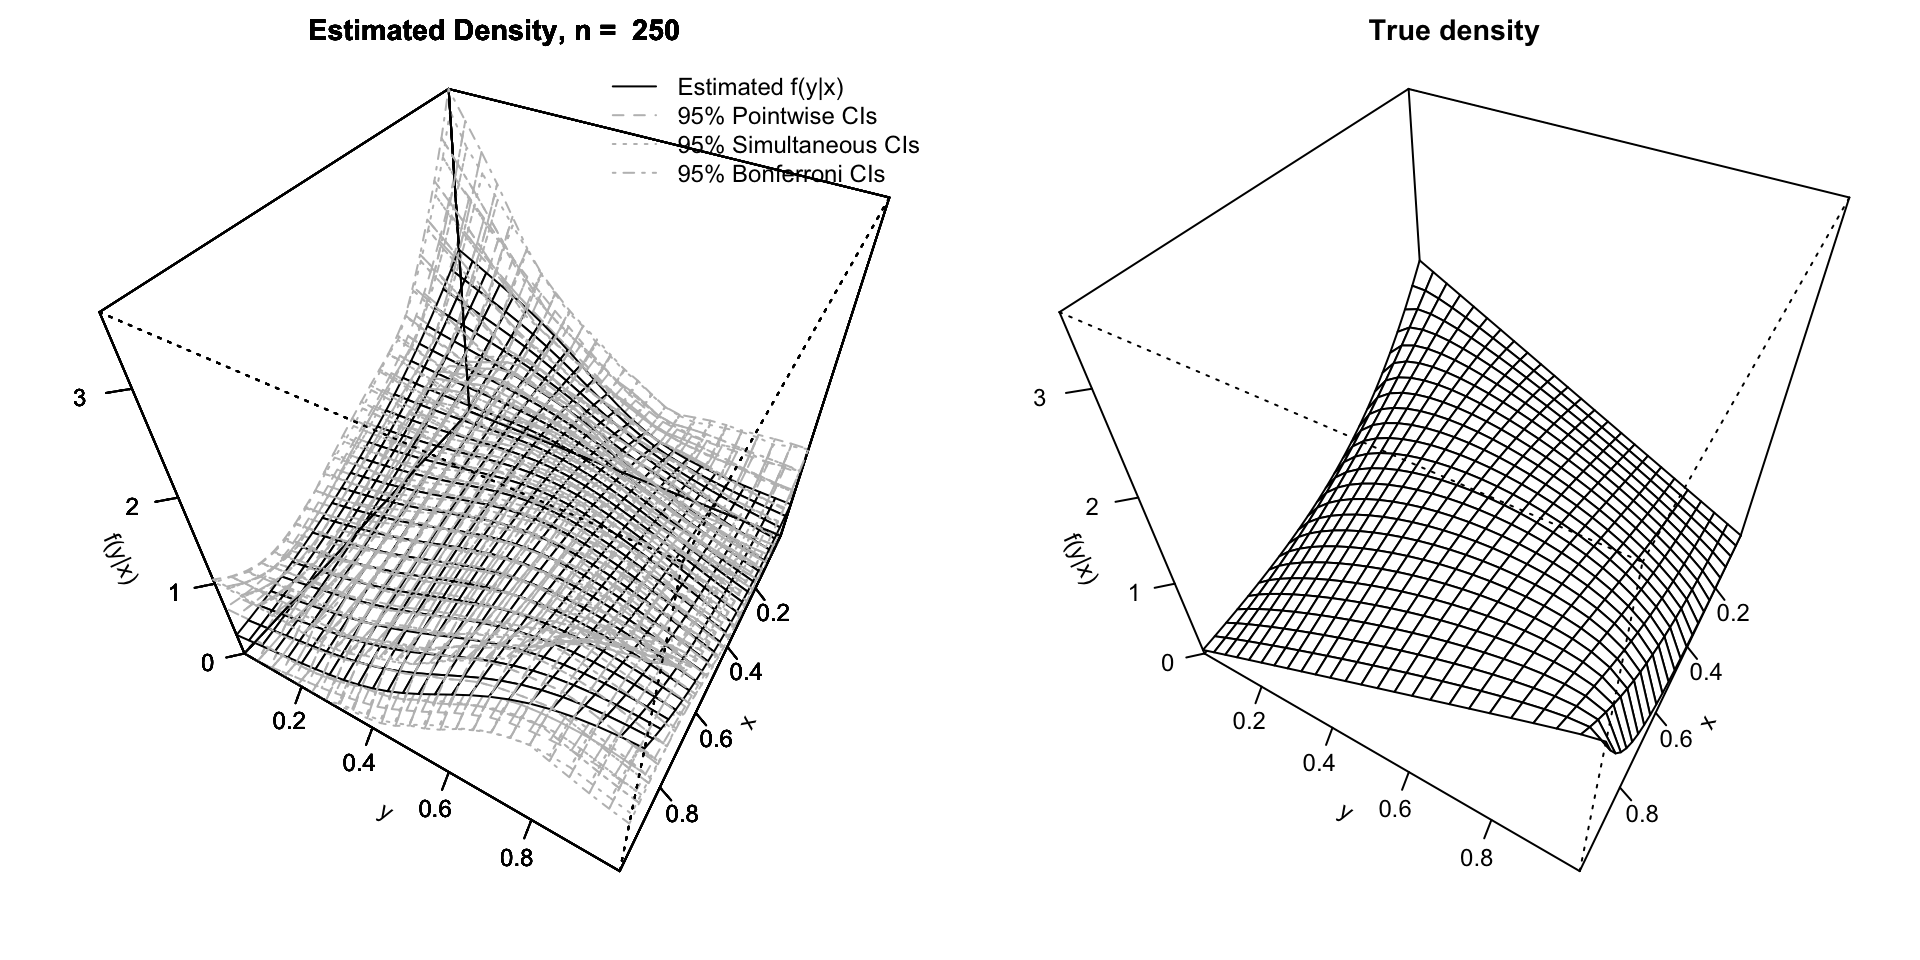 Estimated Density, n =  250
Estimated f(y|x)
95% Pointwise CIs
95% Simultaneous CIs
95% Bonferroni CIs
3
2
1
0
f(y|x)
0.2
0.4
0.6
0.8
y
0.2
0.4
0.6
0.8
x
True density
3
2
1
0
f(y|x)
0.2
0.4
0.6
0.8
y
0.2
0.4
0.6
0.8
x